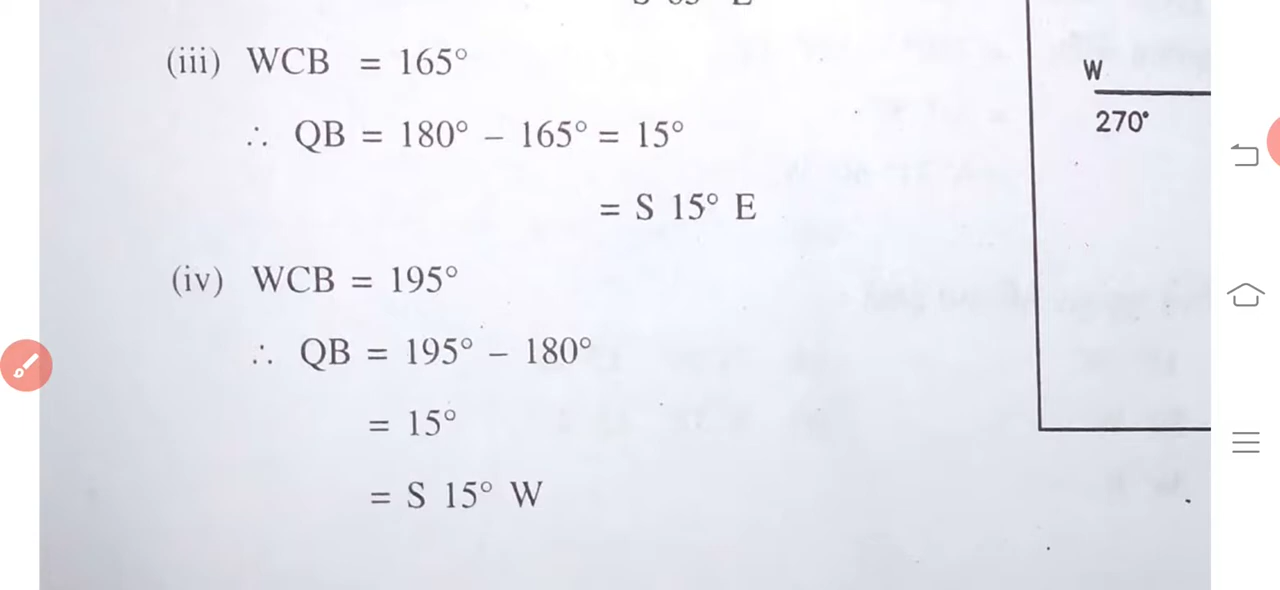 (iii) WCB = 165°
∴ QB = 180° – 165° = 15°
= S 15° E
(iv) WCB = 195°
∴ QB = 195° – 180°
= 15°
= S 15° W
W
270°